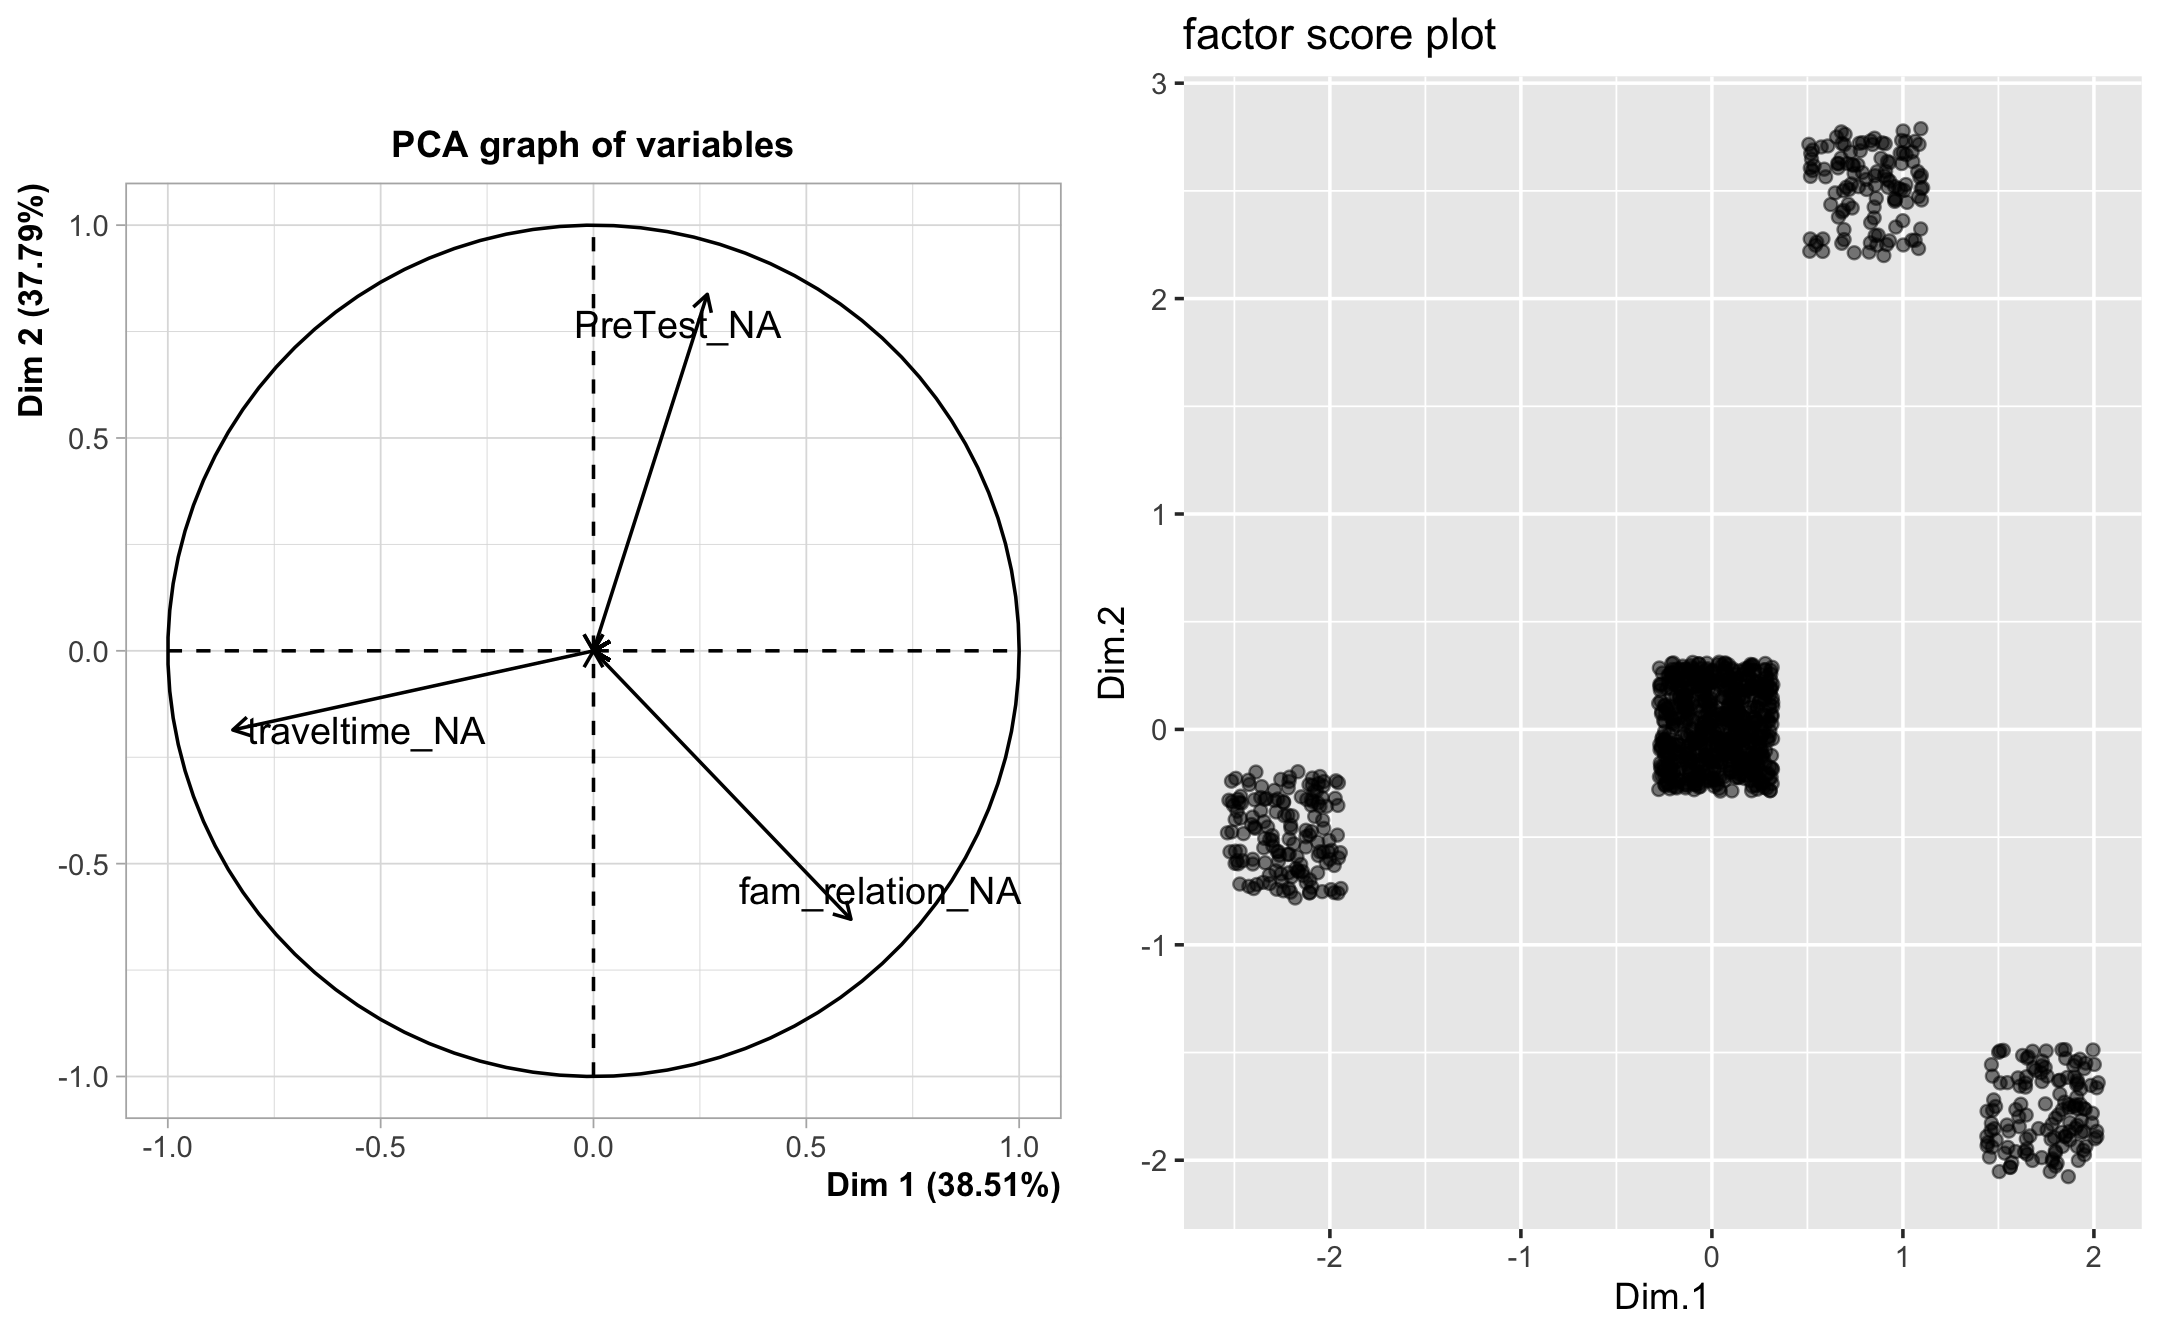 PCA graph of variables
Dim 2 (37.79%)
1.0
0.5
0.0
-0.5
-1.0
PreTest_NA
traveltime_NA
fam_relation_NA
-1.0 -0.5 0.0 0.5 1.0
Dim 1 (38.51%)
factor score plot
Dim.2
3
2
1
0
-1
-2
-2 -1 0 1 2
Dim.1